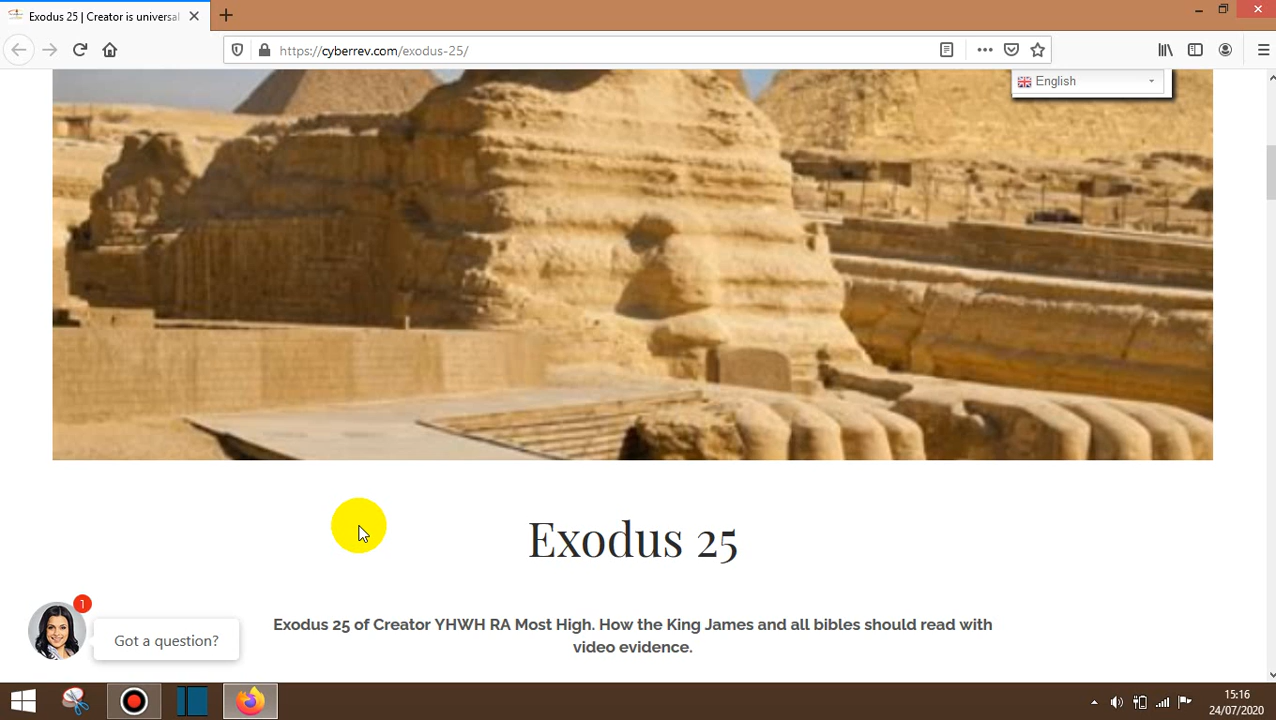 Exodus 25 | Creator is universal
https://cyberrev.com/exodus-25/
English
Exodus 25
Exodus 25 of Creator YHWH RA Most High. How the King James and all bibles should read with
video evidence.
1
Got a question?
15:16
24/07/2020